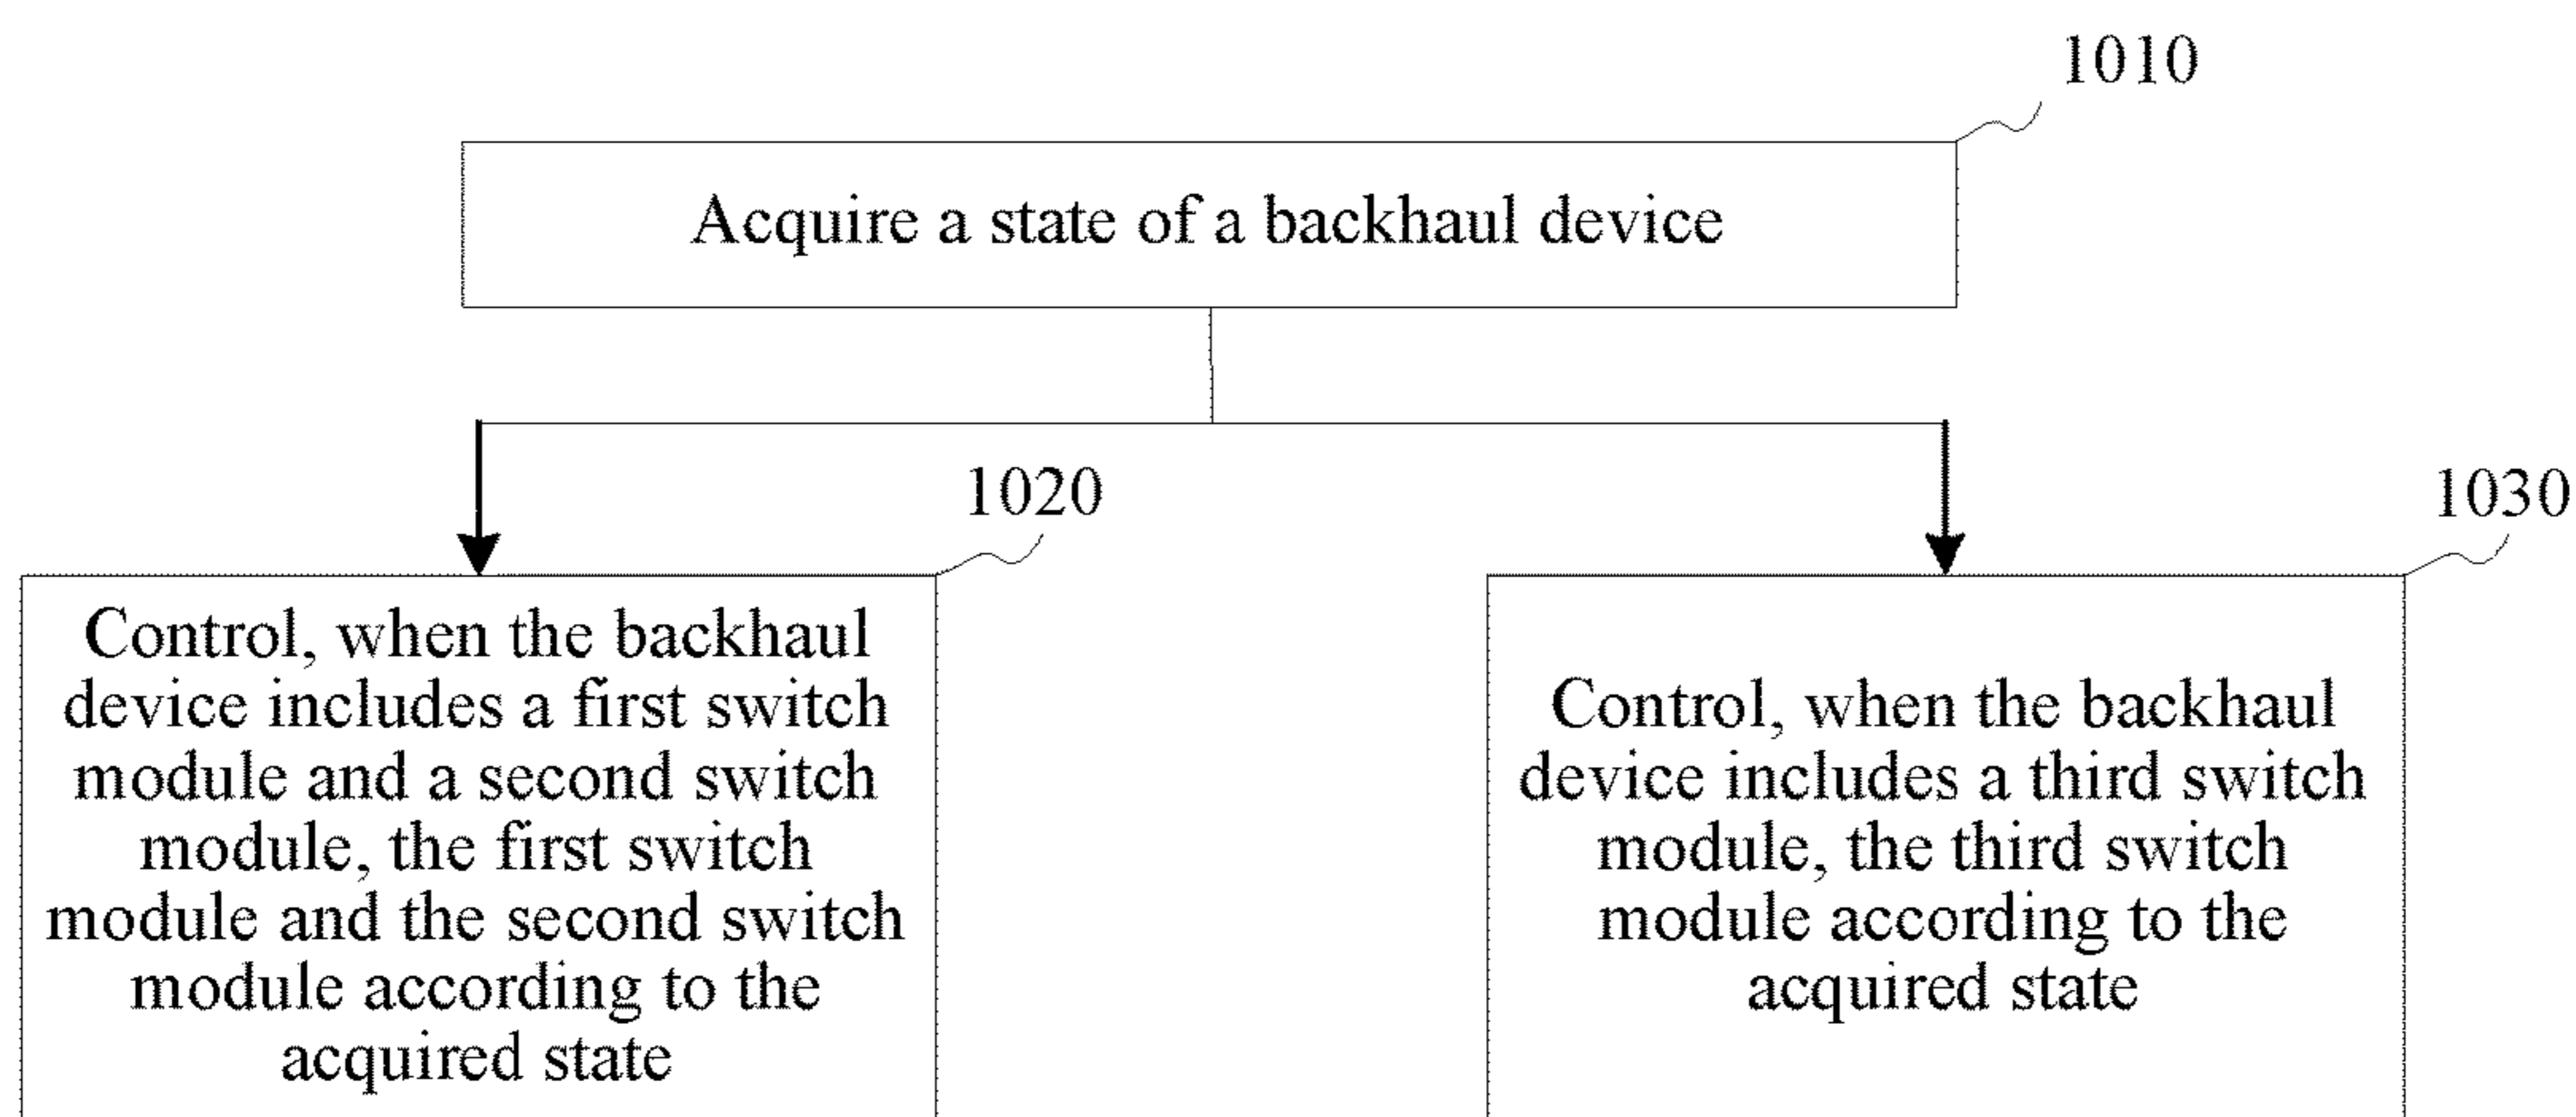 1010
Acquire a state of a backhaul device
1020
1030
Control, when the backhaul
device includes a first switch
module and a second switch
module, the first switch
module and the second switch
module according to the
acquired state
Control, when the backhaul
device includes a third switch
module, the third switch
module according to the
acquired state